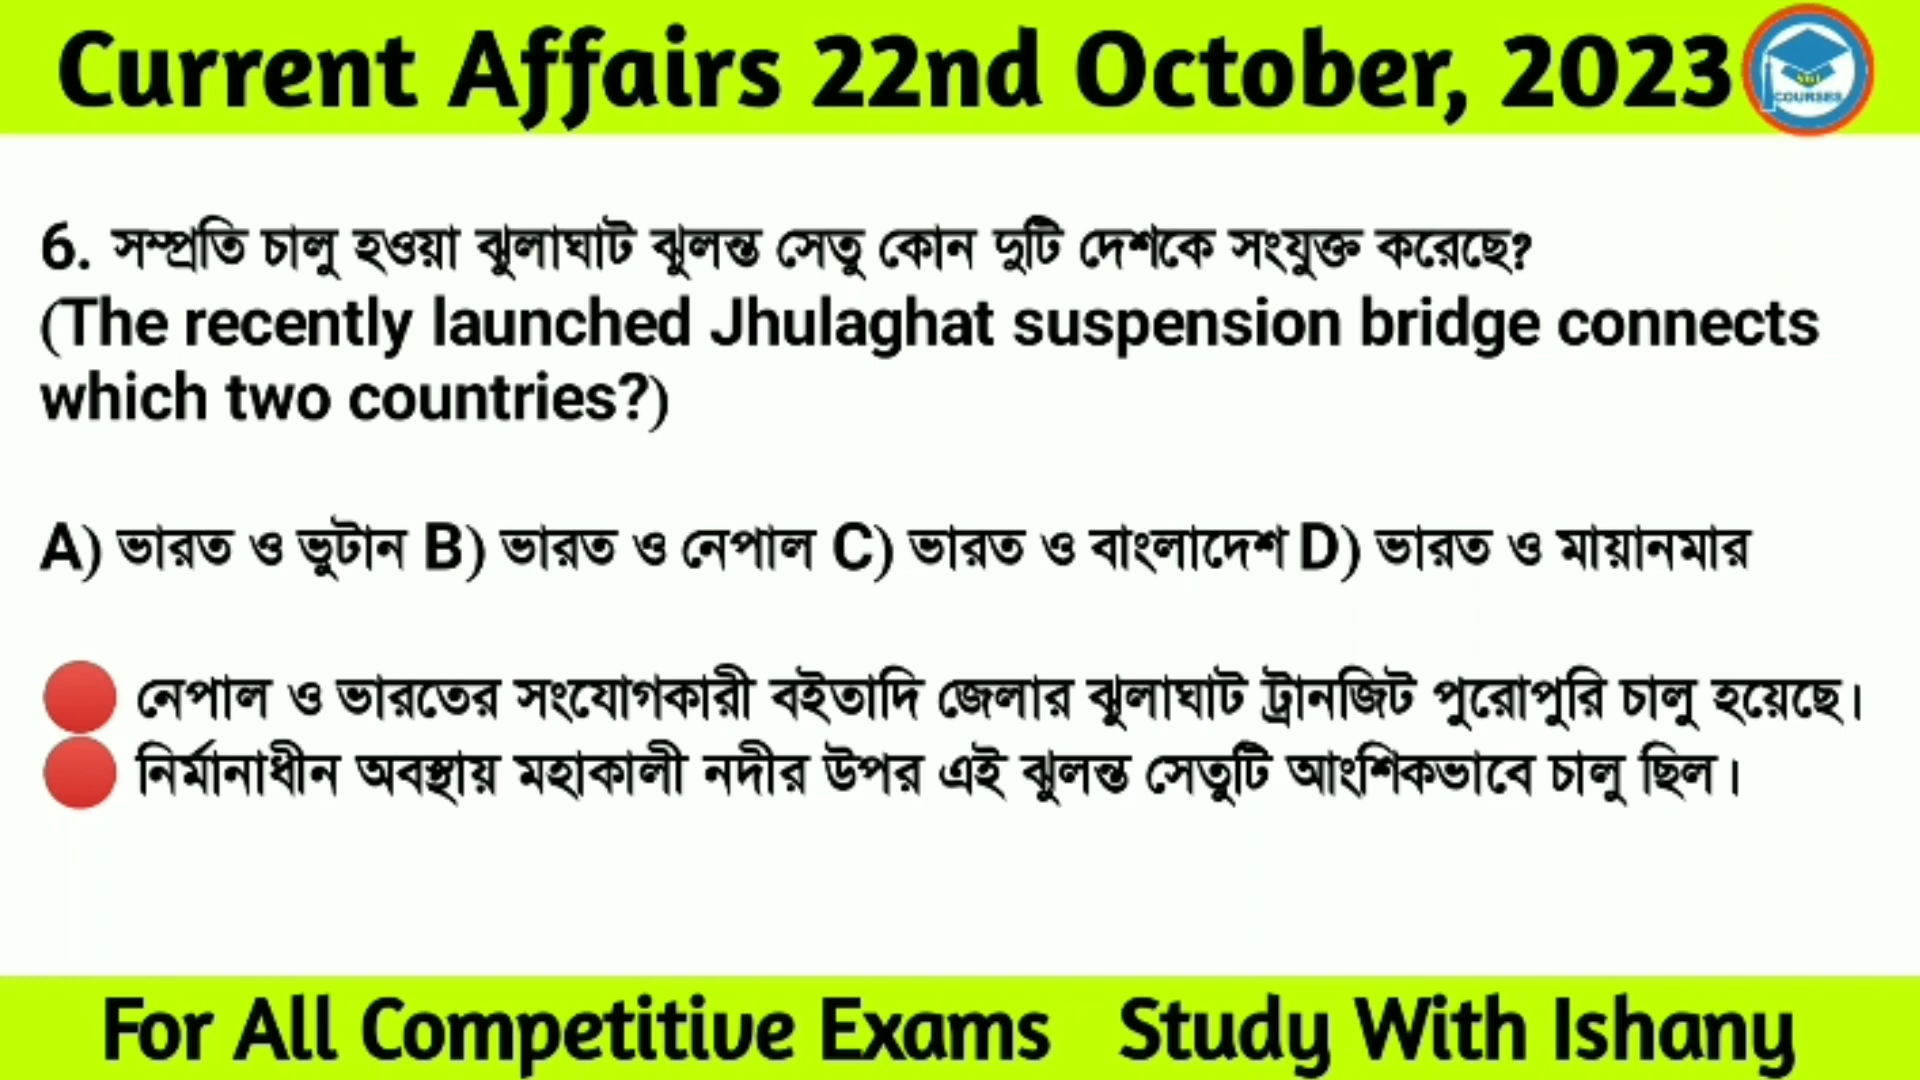 Current Affairs 22nd October, 2023
COURSES
6. সম্প্রতি চালু হওয়া ঝুলাঘাট ঝুলন্ত সেতু কোন দুটি দেশকে সংযুক্ত করেছে?
(The recently launched Jhulaghat suspension bridge connects
which two countries?)
A) ভারত ও ভুটান B) ভারত ও নেপাল C) ভারত ও বাংলাদেশ D) ভারত ও মায়ানমার
নেপাল ও ভারতের সংযোগকারী বইতাদি জেলার ঝুলাঘাট ট্রানজিট পুরোপুরি চালু হয়েছে।
নির্মানাধীন অবস্থায় মহাকালী নদীর উপর এই ঝুলন্ত সেতুটি আংশিকভাবে চালু ছিল।
For All Competitive Exams Study With Ishany